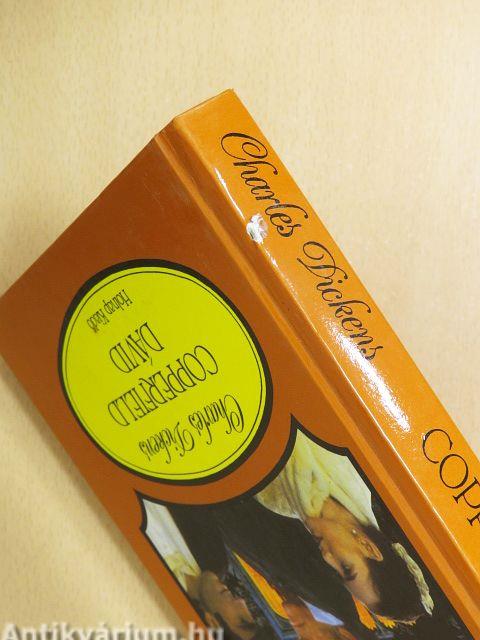 Charles Dickens
COPP
Charles Dickens
COPPERFIELD
DÁVID
Holnap Kiadó
Antikvárium.hu